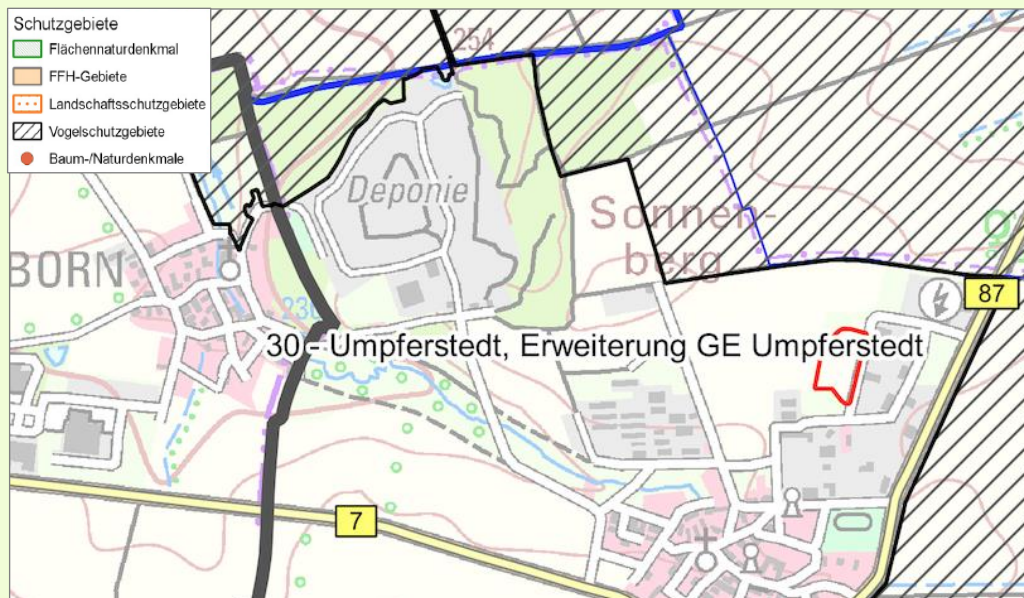 Schutzgebiete
Flächennaturdenkmal
FFH-Gebiete
Landschaftsschutzgebiete
Vogelschutzgebiete
Baum-/Naturdenkmale
254
Deponie
Sonnen-
berg
BORN
87
30 - Umpferstedt, Erweiterung GE Umpferstedt
7